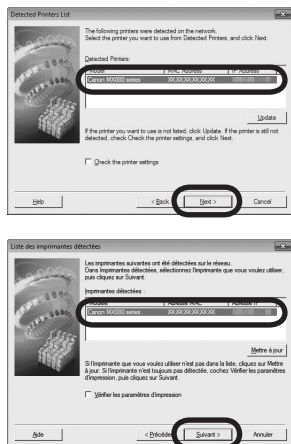 Detected Printers List
The following printers were detected on the network.
Select the printer you want to use from Detected Printers, and click Next.
Detected Printers:
Model MAC Address IP Address
Canon MX880 series XX:XX:XX:XX:XX:XX
Update
If the printer you want to use is not listed, click Update. If the printer is still not
detected, check Check the printer settings, and click Next.
Check the printer settings
Help < Back Next > Cancel
Liste des imprimantes détectées
Les imprimantes suivantes ont été détectées sur le réseau.
Dans Imprimantes détectées, sélectionnez l'imprimante que vous voulez utiliser,
puis cliquez sur Suivant.
Imprimantes détectées :
Modèle Adresse MAC Adresse IP
Canon MX880 series XX:XX:XX:XX:XX:XX
Mettre à jour
Si l'imprimante que vous voulez utiliser n'est pas dans la liste, cliquez sur Mettre
à jour. Si l'imprimante n'est toujours pas détectée, cochez Vérifier les paramètres
d'impression, puis cliquez sur Suivant.
Vérifier les paramètres d'impression
Aide < Précédent Suivant > Annuler